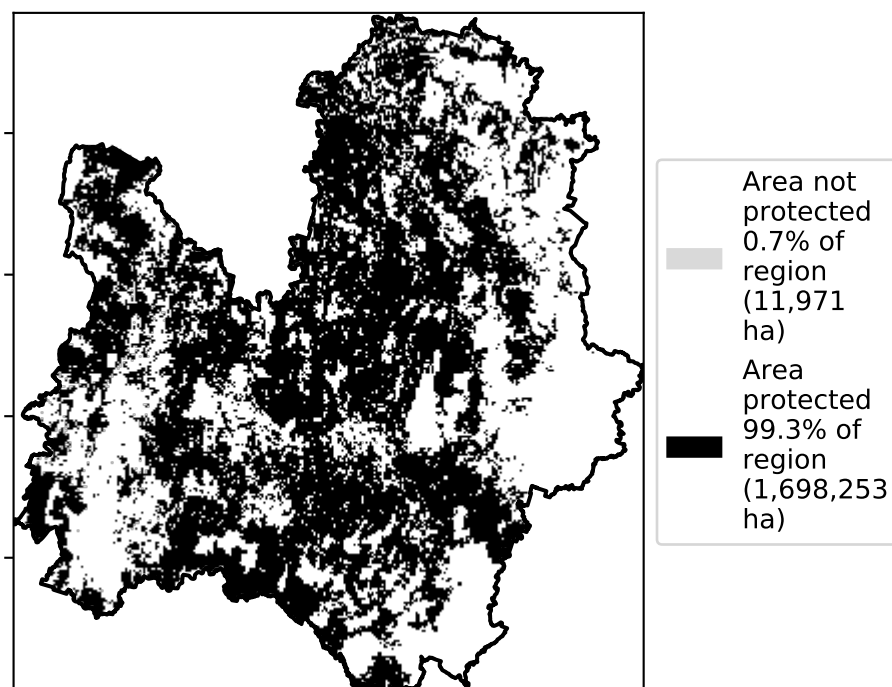 Area not
protected
0.7% of
region
(11,971
ha)
Area
protected
99.3% of
region
(1,698,253
ha)